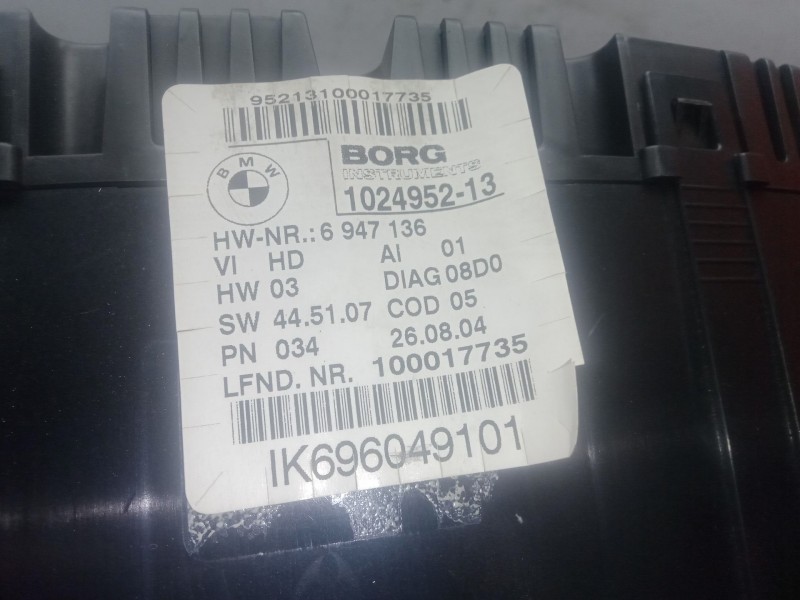 95213100017735
BMW
BORG
INSTRUMENTS
1024952-13
HW-NR.: 6 947 136
VI HD AI 01
HW 03 DIAG 08D0
SW 44.51.07 COD 05
PN 034 26.08.04
LFND. NR. 100017735
IK696049101